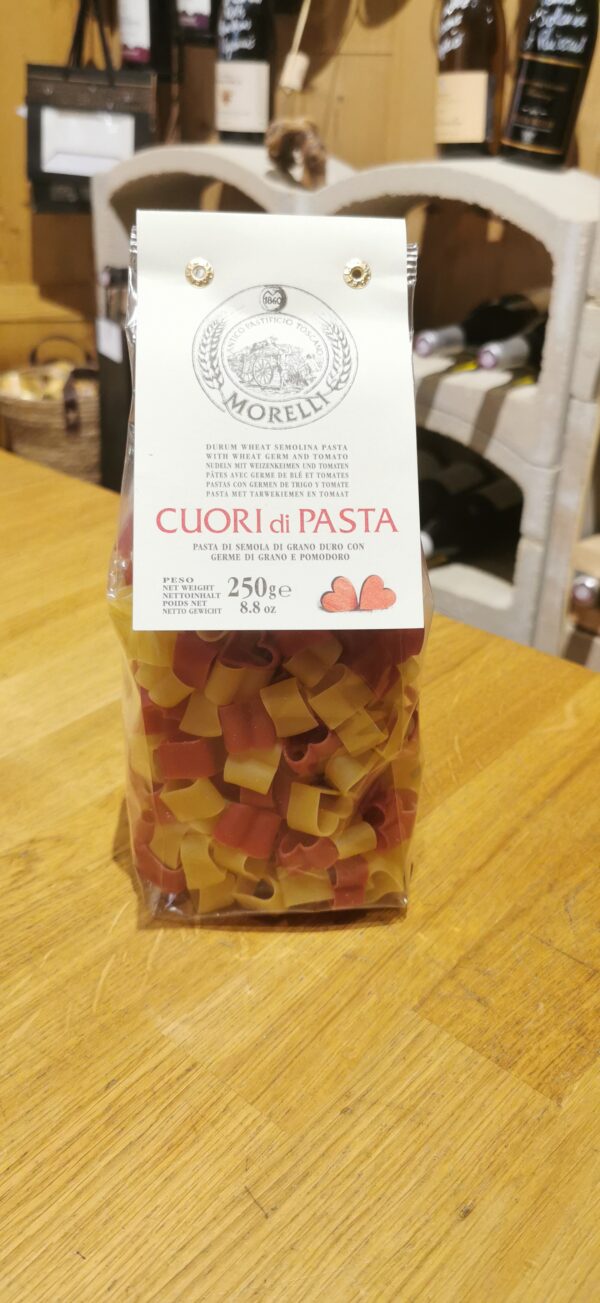 1860
ANTICO PASTIFICIO TOSCANO
MORELLI
DURUM WHEAT SEMOLINA PASTA
WITH WHEAT GERM AND TOMATO
NUDELN MIT WEIZENKEIMEN UND TOMATEN
PÂTES AVEC GERME DE BLÉ ET TOMATES
PASTAS CON GERMEN DE TRIGO Y TOMATE
PASTA MET TARWEKIEMEN EN TOMAAT
CUORI di PASTA
PASTA DI SEMOLA DI GRANO DURO CON
GERME DI GRANO E POMODORO
PESO
NET WEIGHT
NETTOINHALT
POIDS NET
NETTO GEWICHT
250g℮
8.8 oz